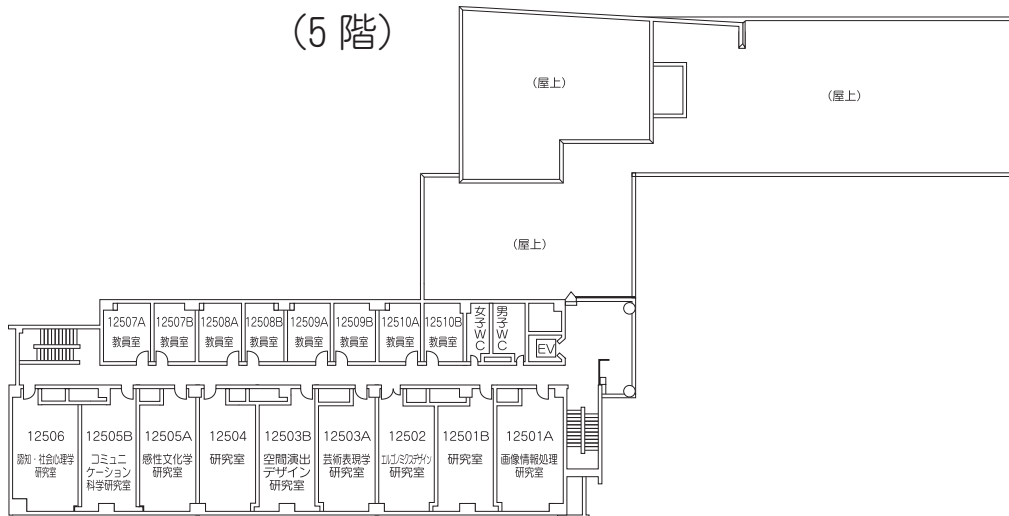 (5 階)
(屋上)
(屋上)
(屋上)
12507A
教員室
12507B
教員室
12508A
教員室
12508B
教員室
12509A
教員室
12509B
教員室
12510A
教員室
12510B
教員室
女子WC
男子WC
EV
12506
認知・社会心理学
研究室
12505B
コミュニ
ケーション
科学研究室
12505A
感性文化学
研究室
12504
研究室
12503B
空間演出
デザイン
研究室
12503A
芸術表現学
研究室
12502
エルゴノミクスデザイン
研究室
12501B
研究室
12501A
画像情報処理
研究室